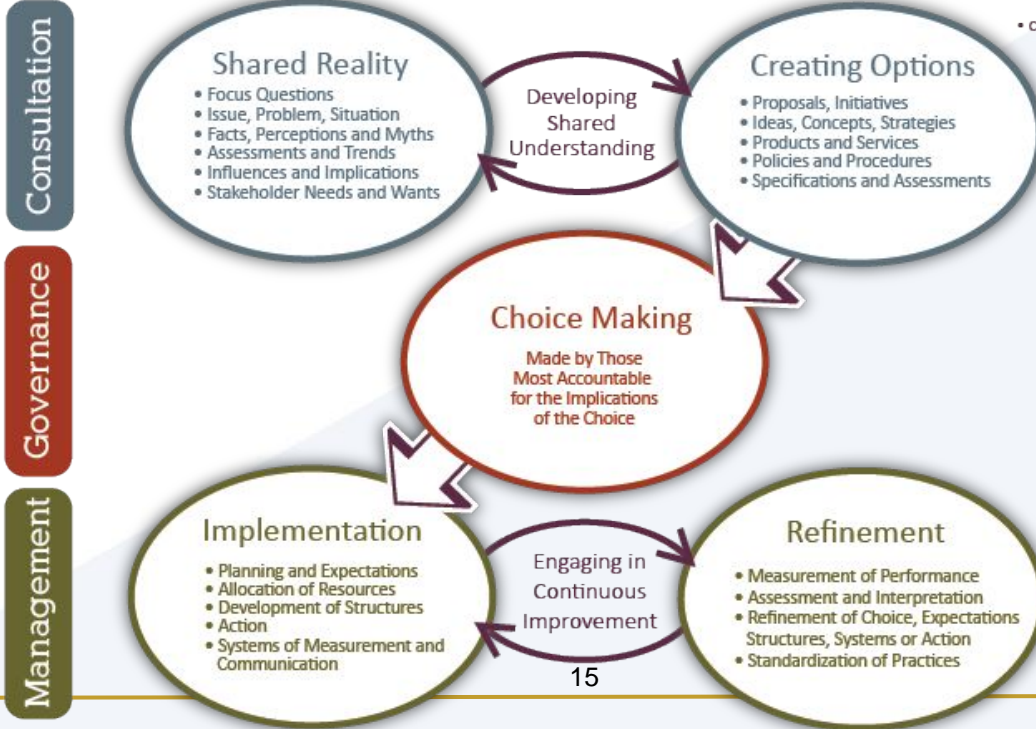 Consultation
Shared Reality
• Focus Questions
• Issue, Problem, Situation
• Facts, Perceptions and Myths
• Assessments and Trends
• Influences and Implications
• Stakeholder Needs and Wants
Developing
Shared
Understanding
Creating Options
• Proposals, Initiatives
• Ideas, Concepts, Strategies
• Products and Services
• Policies and Procedures
• Specifications and Assessments
Governance
Choice Making
Made by Those
Most Accountable
for the Implications
of the Choice
Management
Implementation
• Planning and Expectations
• Allocation of Resources
• Development of Structures
• Action
• Systems of Measurement and
Communication
Engaging in
Continuous
Improvement
Refinement
• Measurement of Performance
• Assessment and Interpretation
• Refinement of Choice, Expectations
Structures, Systems or Action
• Standardization of Practices
15